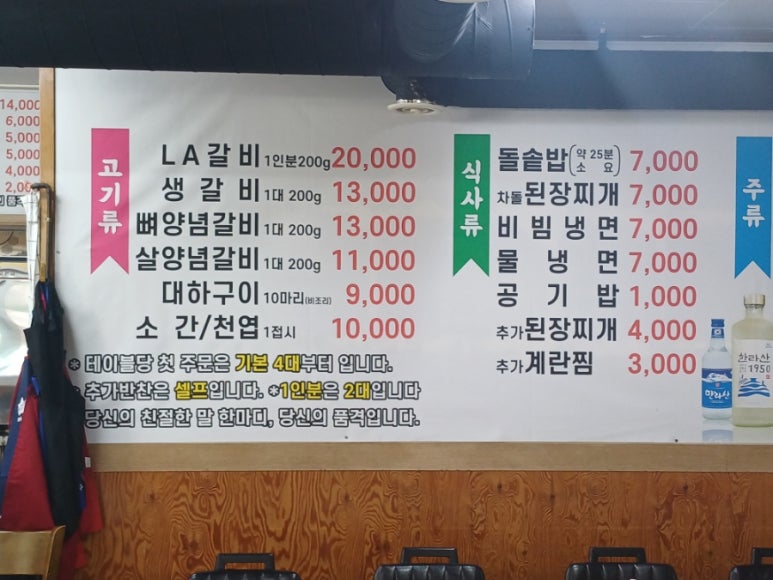 14,000
6,000
5,000
5,000
4,000
고기류
LA갈비 1인분200g 20,000
생갈비 1대 200g 13,000
뼈양념갈비 1대 200g 13,000
살양념갈비 1대 200g 11,000
대하구이 10마리(비조리) 9,000
소 간/천엽 1접시 10,000
* 테이블당 첫 주문은 기본 4대부터 입니다.
* 추가반찬은 셀프입니다. *1인분은 2대입니다
당신의 친절한 말 한마디, 당신의 품격입니다.
식사류
돌솥밥(약 25분 소요) 7,000
차돌된장찌개 7,000
비빔냉면 7,000
물냉면 7,000
공기밥 1,000
추가된장찌개 4,000
추가계란찜 3,000
주류
한라산
한라산
1950